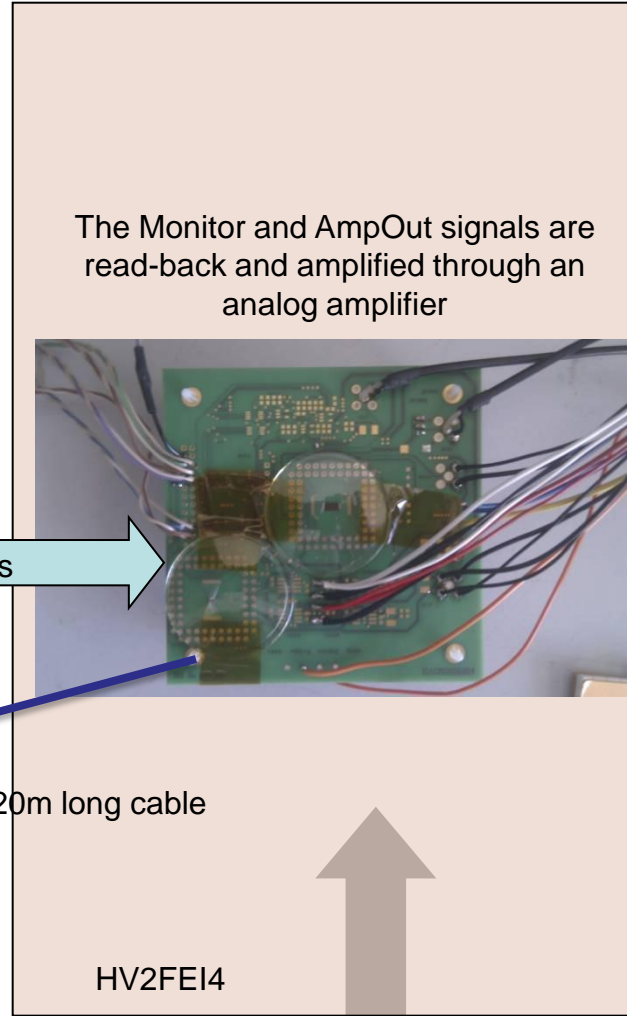 The Monitor and AmpOut signals are
read-back and amplified through an
analog amplifier
s
20m long cable
HV2FEI4